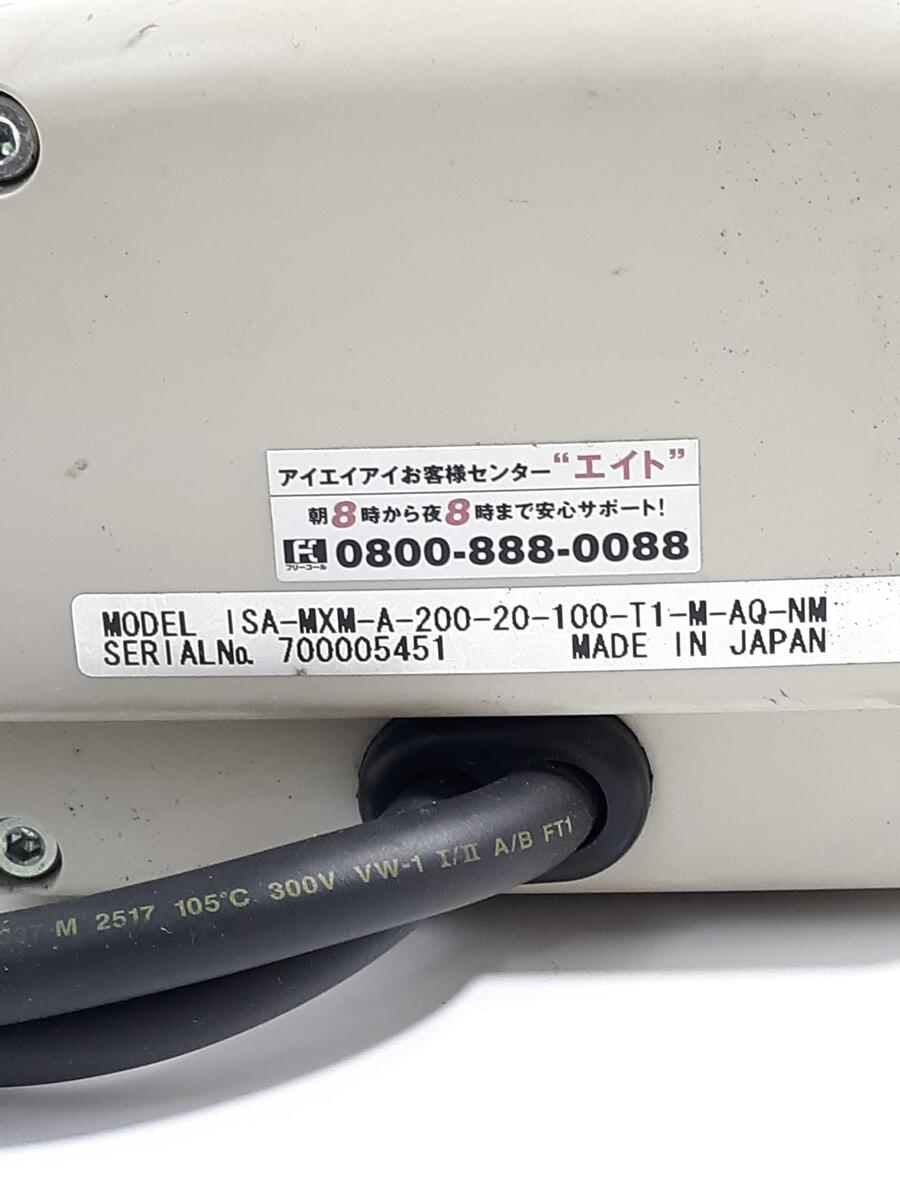 アイエイアイお客様センター“エイト”
朝8時から夜8時まで安心サポート!
フリーコール 0800-888-0088
MODEL ISA-MXM-A-200-20-100-T1-M-AQ-NM
SERIAL№ 700005451 MADE IN JAPAN
M 2517 105°C 300V VW-1 I/II A/B FT1